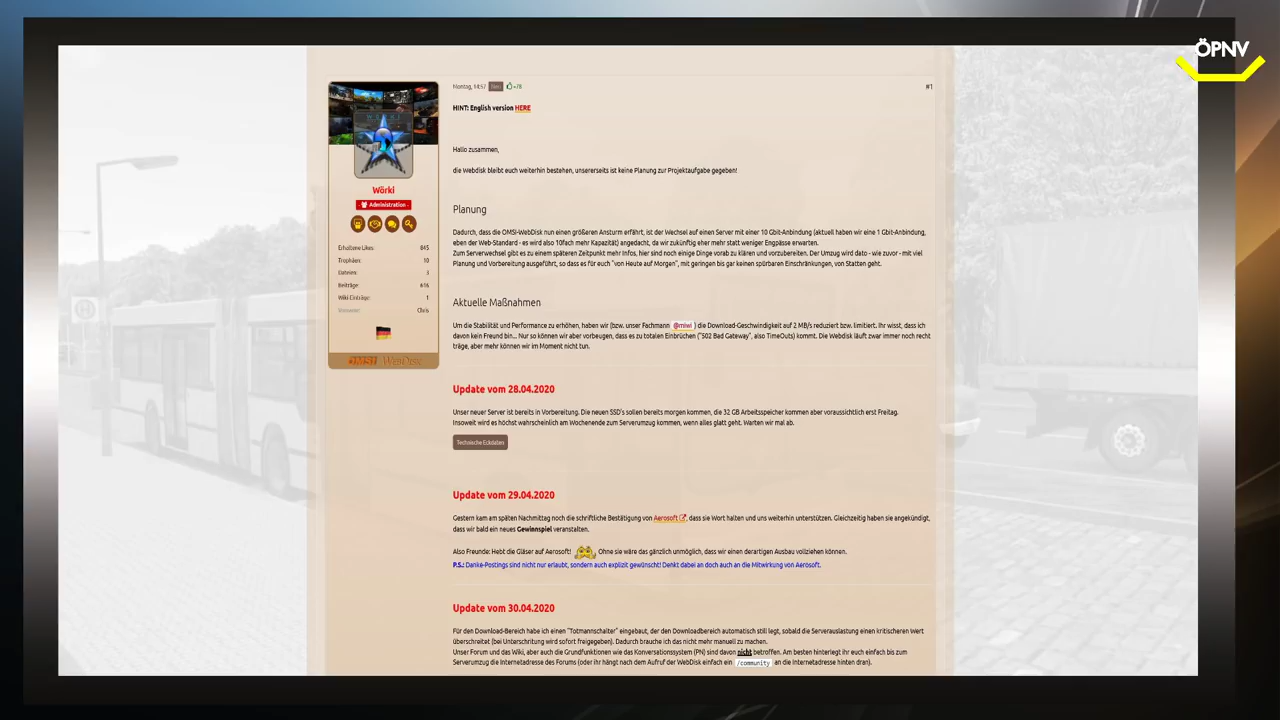 ÖPNV
Montag, 14:57 Neu +78
#1
HINT: English version HERE
Hallo zusammen,
die Webdisk bleibt euch weiterhin bestehen, unsererseits ist keine Planung zur Projektaufgabe gegeben!
Wörki
Administration
Erhaltene Likes: 845
Trophäen: 10
Dateien: 3
Beiträge: 616
Wiki Einträge: 1
Vorname: Chris
OMSI WebDisk
Planung
Dadurch, dass die OMSI-WebDisk nun einen größeren Ansturm erfährt, ist der Wechsel auf einen Server mit einer 10 Gbit-Anbindung (aktuell haben wir eine 1 Gbit-Anbindung,
eben der Web-Standard - es wird also 10fach mehr Kapazität) angedacht, da wir zukünftig eher mehr statt weniger Engpässe erwarten.
Zum Serverwechsel gibt es zu einem späteren Zeitpunkt mehr Infos, hier sind noch einige Dinge vorab zu klären und vorzubereiten. Der Umzug wird dato - wie zuvor - mit viel
Planung und Vorbereitung ausgeführt, so dass es für euch "von Heute auf Morgen", mit geringen bis gar keinen spürbaren Einschränkungen, von Statten geht.
Aktuelle Maßnahmen
Um die Stabilität und Performance zu erhöhen, haben wir (bzw. unser Fachmann @miwi ) die Download-Geschwindigkeit auf 2 MB/s reduziert bzw. limitiert. Ihr wisst, dass ich
davon kein Freund bin... Nur so können wir aber vorbeugen, dass es zu totalen Einbrüchen ("502 Bad Gateway", also TimeOuts) kommt. Die Webdisk läuft zwar immer noch recht
träge, aber mehr können wir im Moment nicht tun.
Update vom 28.04.2020
Unser neuer Server ist bereits in Vorbereitung. Die neuen SSD's sollen bereits morgen kommen, die 32 GB Arbeitsspeicher kommen aber voraussichtlich erst Freitag.
Insoweit wird es höchst wahrscheinlich am Wochenende zum Serverumzug kommen, wenn alles glatt geht. Warten wir mal ab.
Technische Eckdaten
Update vom 29.04.2020
Gestern kam am späten Nachmittag noch die schriftliche Bestätigung von Aerosoft , dass sie Wort halten und uns weiterhin unterstützen. Gleichzeitig haben sie angekündigt,
dass wir bald ein neues Gewinnspiel veranstalten.
Also Freunde: Hebt die Gläser auf Aerosoft! Ohne sie wäre das gänzlich unmöglich, dass wir einen derartigen Ausbau vollziehen können.
P.S.: Danke-Postings sind nicht nur erlaubt, sondern auch explizit gewünscht! Denkt dabei an doch auch an die Mitwirkung von Aerosoft.
Update vom 30.04.2020
Für den Download-Bereich habe ich einen "Totmannschalter" eingebaut, der den Downloadbereich automatisch still legt, sobald die Serverauslastung einen kritischeren Wert
überschreitet (bei Unterschritung wird sofort freigegeben). Dadurch brauche ich das nicht mehr manuell zu machen.
Unser Forum und das Wiki, aber auch die Grundfunktionen wie das Konversationssystem (PN) sind davon nicht betroffen. Am besten hinterlegt ihr euch einfach bis zum
Serverumzug die Internetadresse des Forums (oder ihr hängt nach dem Aufruf der WebDisk einfach ein /community an die Internetadresse hinten dran).